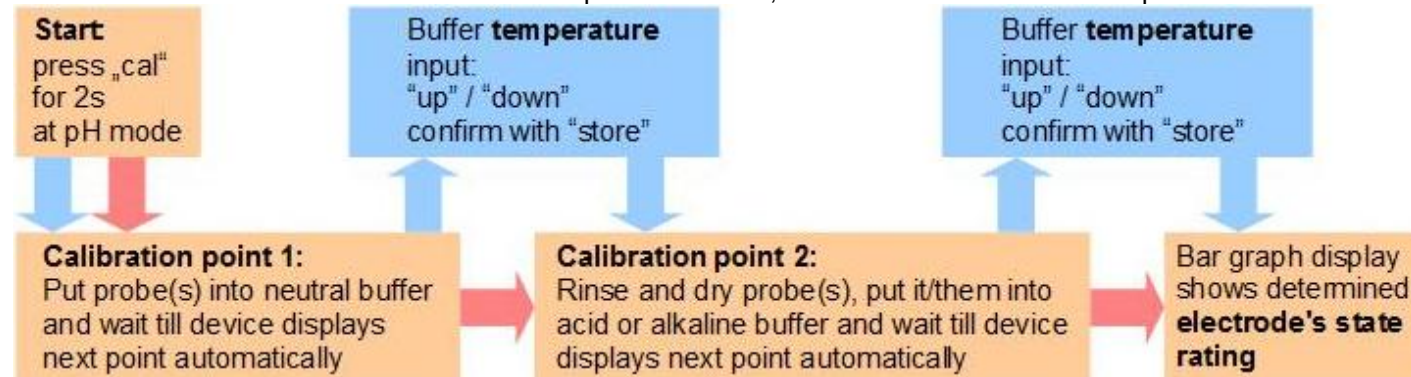 Start:
press „cal“
for 2s
at pH mode
Buffer temperature
input:
“up” / “down”
confirm with “store”
Buffer temperature
input:
“up” / “down”
confirm with “store”
Calibration point 1:
Put probe(s) into neutral buffer
and wait till device displays
next point automatically
Calibration point 2:
Rinse and dry probe(s), put it/them into
acid or alkaline buffer and wait till device
displays next point automatically
Bar graph display
shows determined
electrode's state
rating